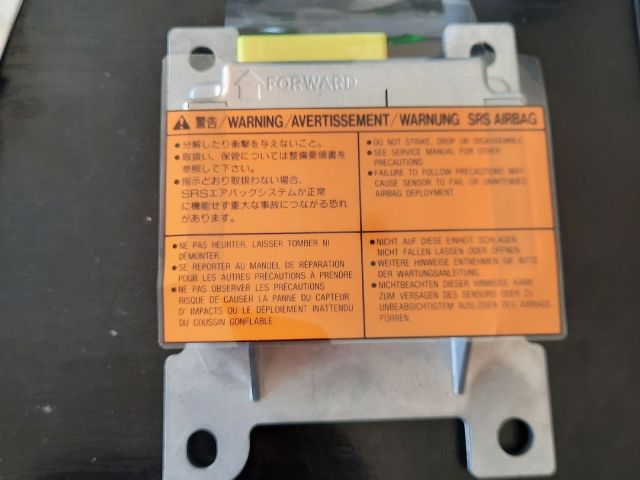 FORWARD
警告/WARNING/AVERTISSEMENT/WARNUNG SRS AIRBAG
●分解したり衝撃を与えないこと。
●取扱い、保管については整備要領書を
参照して下さい。
●指示どおり取扱わない場合、
SRSエアバッグシステムが正常
に機能せず重大な事故につながる恐れ
があります。
●DO NOT STRIKE, DROP OR DISASSEMBLE.
●SEE SERVICE MANUAL FOR OTHER
PRECAUTIONS.
●FAILURE TO FOLLOW PRECAUTIONS MAY
CAUSE SENSOR TO FAIL OR UNINTENDED
AIRBAG DEPLOYMENT.
●NE PAS HEURTER, LAISSER TOMBER NI
DÉMONTER.
●SE REPORTER AU MANUEL DE RÉPARATION
POUR LES AUTRES PRÉCAUTIONS A PRENDRE.
●NE PAS OBSERVER LES PRÉCAUTIONS
RISQUE DE CAUSER LA PANNE DU CAPTEUR
D'IMPACTS OU LE DÉPLOIEMENT INATTENDU
DU COUSSIN GONFLABLE.
●NICHT AUF DIESE EINHEIT SCHLAGEN,
NICHT FALLEN LASSEN ODER ÖFFNEN.
●WEITERE HINWEISE ENTNEHMEN SIE BITTE
DER WARTUNGSANLEITUNG.
●NICHTBEACHTEN DIESER HINWEISE KANN
ZUM VERSAGEN DES SENSORS ODER ZU
UNBEABSICHTIGTEM AUSLÖSEN DES AIRBAGS
FÜHREN.